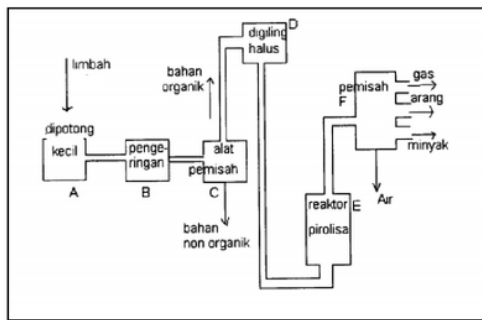 limbah
dipotong
kecil
A
penge-
ringan
B
bahan
organik
alat
pemisah
C
bahan
non organik
D
digiling
halus
reaktor
pirolisa
E
pemisah
F
gas
arang
minyak
Air